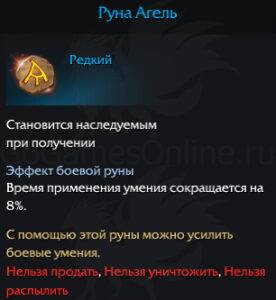 Руна Агель
Редкий
Становится наследуемым
при получении
Эффект боевой руны
Время применения умения сокращается на
8%.
С помощью этой руны можно усилить
боевые умения.
Нельзя продать, Нельзя уничтожить, Нельзя
распылить